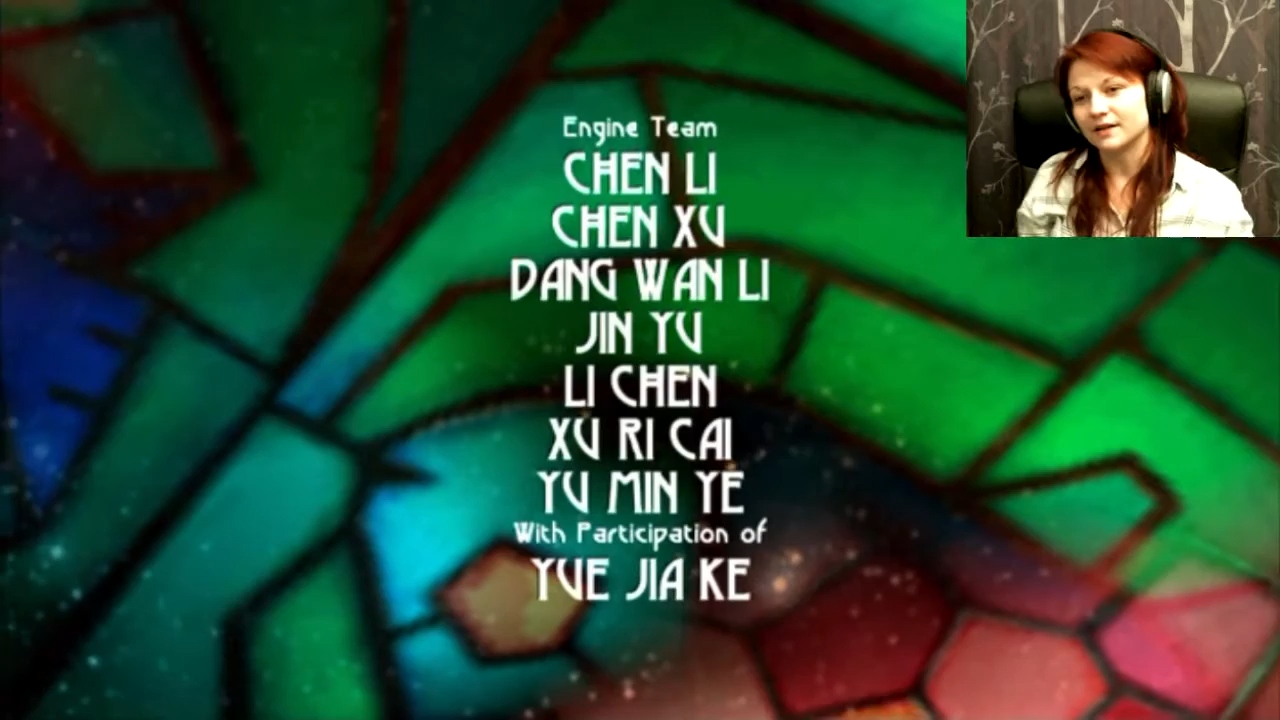 Engine Team
CHEN LI
CHEN XU
DANG WAN LI
JIN YU
LI CHEN
XU RI CAI
YU MIN YE
With Participation of
YUE JIA KE